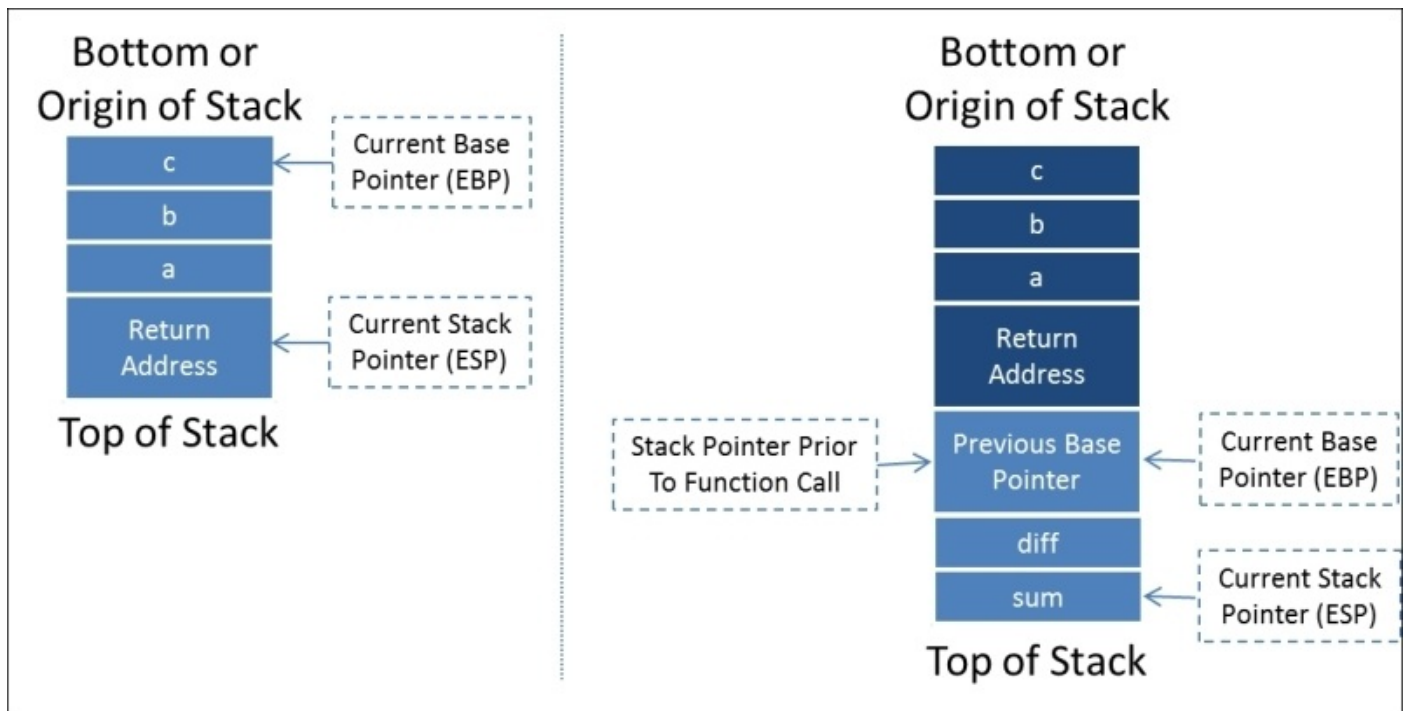 Bottom or
Origin of Stack
c
Current Base
Pointer (EBP)
b
a
Return
Address
Current Stack
Pointer (ESP)
Top of Stack
Bottom or
Origin of Stack
c
b
a
Return
Address
Stack Pointer Prior
To Function Call
Previous Base
Pointer
Current Base
Pointer (EBP)
diff
sum
Current Stack
Pointer (ESP)
Top of Stack